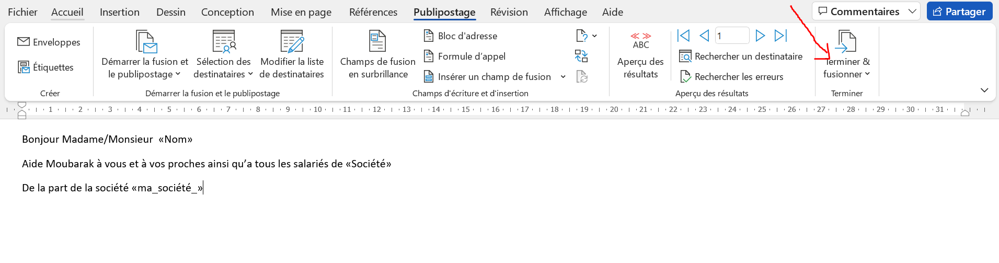 Fichier Accueil Insertion Dessin Conception Mise en page Références Publipostage Révision Affichage Aide Commentaires Partager
Enveloppes
Étiquettes
Créer
Démarrer la fusion et
le publipostage
Sélection des
destinataires
Modifier la liste
de destinataires
Démarrer la fusion et le publipostage
Champs de fusion
en surbrillance
Bloc d'adresse
Formule d’appel
Insérer un champ de fusion
Champs d'écriture et d'insertion
ABC
Aperçu des
résultats
1
Rechercher un destinataire
Rechercher les erreurs
Aperçu des résultats
Terminer &
fusionner
Terminer
1 2 3 4 5 6 7 8 9 10 11 12 13 14 15 16 17 18 19 20 21 22 23 24 25 26 27 28 29 30 31
Bonjour Madame/Monsieur «Nom»
Aide Moubarak à vous et à vos proches ainsi qu’a tous les salariés de «Société»
De la part de la société «ma_société_»